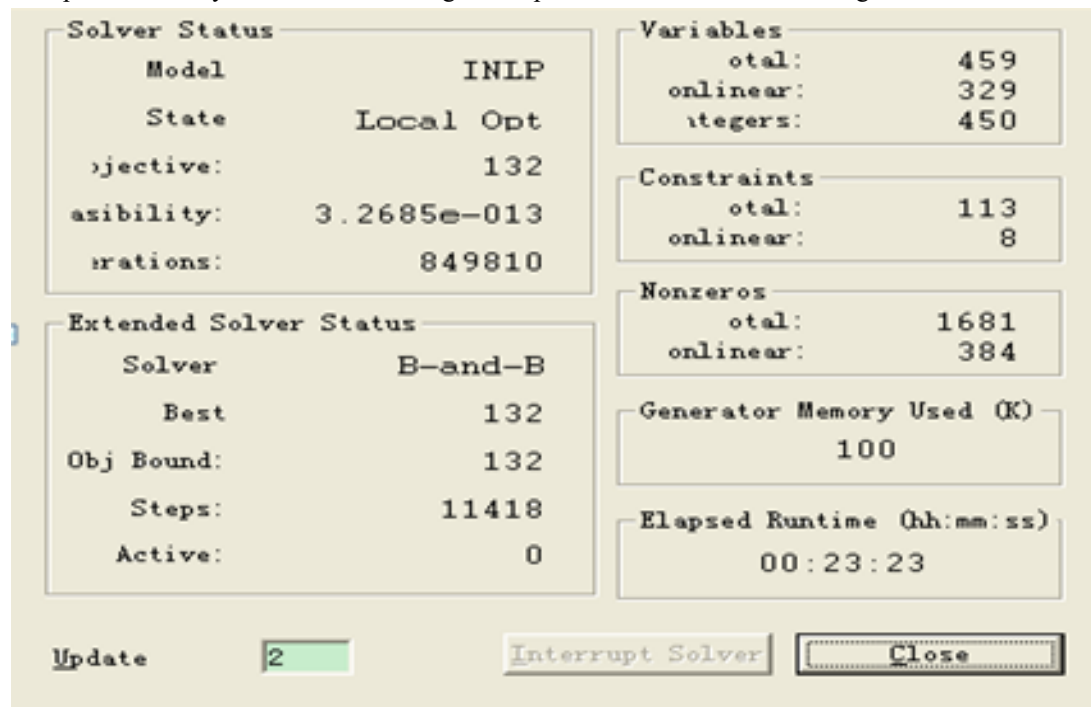 Solver Status
Model INLP
State Local Opt
jective: 132
asibility: 3.2685e-013
rations: 849810
Extended Solver Status
Solver B-and-B
Best 132
Obj Bound: 132
Steps: 11418
Active: 0
Update 2
Variables
otal: 459
onlinear: 329
tegers: 450
Constraints
otal: 113
onlinear: 8
Nonzeros
otal: 1681
onlinear: 384
Generator Memory Used (K)
100
Elapsed Runtime (hh:mm:ss)
00:23:23
Interrupt Solver
Close